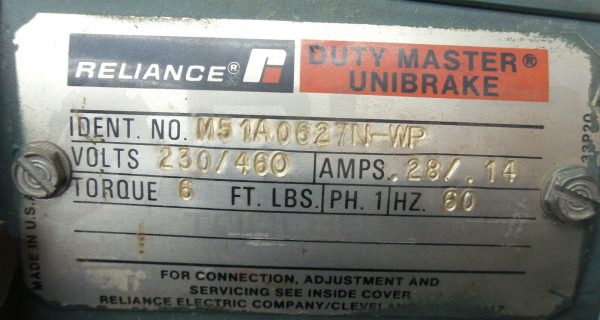 RELIANCE®
DUTY MASTER®
UNIBRAKE
IDENT. NO. M51A0627N-WP
VOLTS 230/460 AMPS. .28/.14
TORQUE 6 FT. LBS. PH. 1 HZ. 60
MADE IN U.S.A.
FOR CONNECTION, ADJUSTMENT AND
SERVICING SEE INSIDE COVER
RELIANCE ELECTRIC COMPANY/CLEVELAND